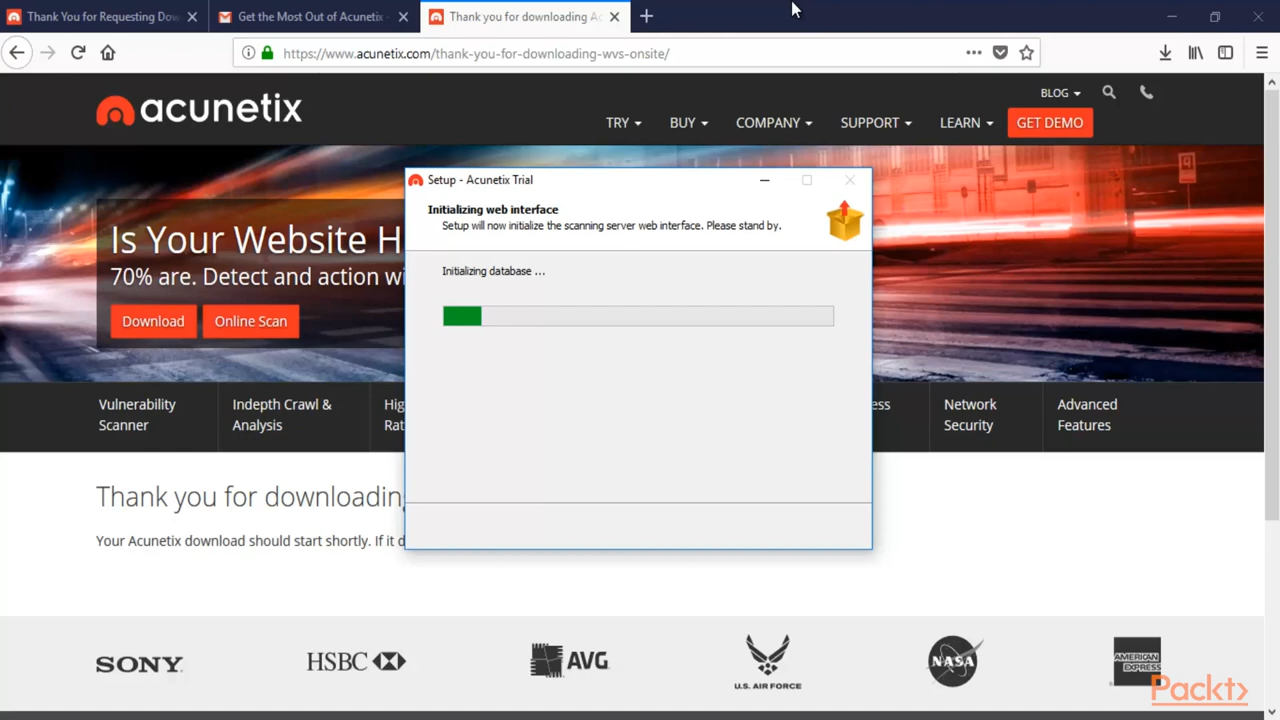 Thank You for Requesting Dow
Get the Most Out of Acunetix -
Thank you for downloading Ac
https://www.acunetix.com/thank-you-for-downloading-wvs-onsite/
acunetix
BLOG
TRY
BUY
COMPANY
SUPPORT
LEARN
GET DEMO
Setup - Acunetix Trial
Initializing web interface
Setup will now initialize the scanning server web interface. Please stand by.
Initializing database ...
Is Your Website H
70% are. Detect and action wi
Download
Online Scan
Vulnerability
Scanner
Indepth Crawl &
Analysis
Hig
Rat
ess
Network
Security
Advanced
Features
Thank you for downloading
Your Acunetix download should start shortly. If it d
SONY
HSBC
AVG
U.S. AIR FORCE
NASA
AMERICAN
EXPRESS
Packt>